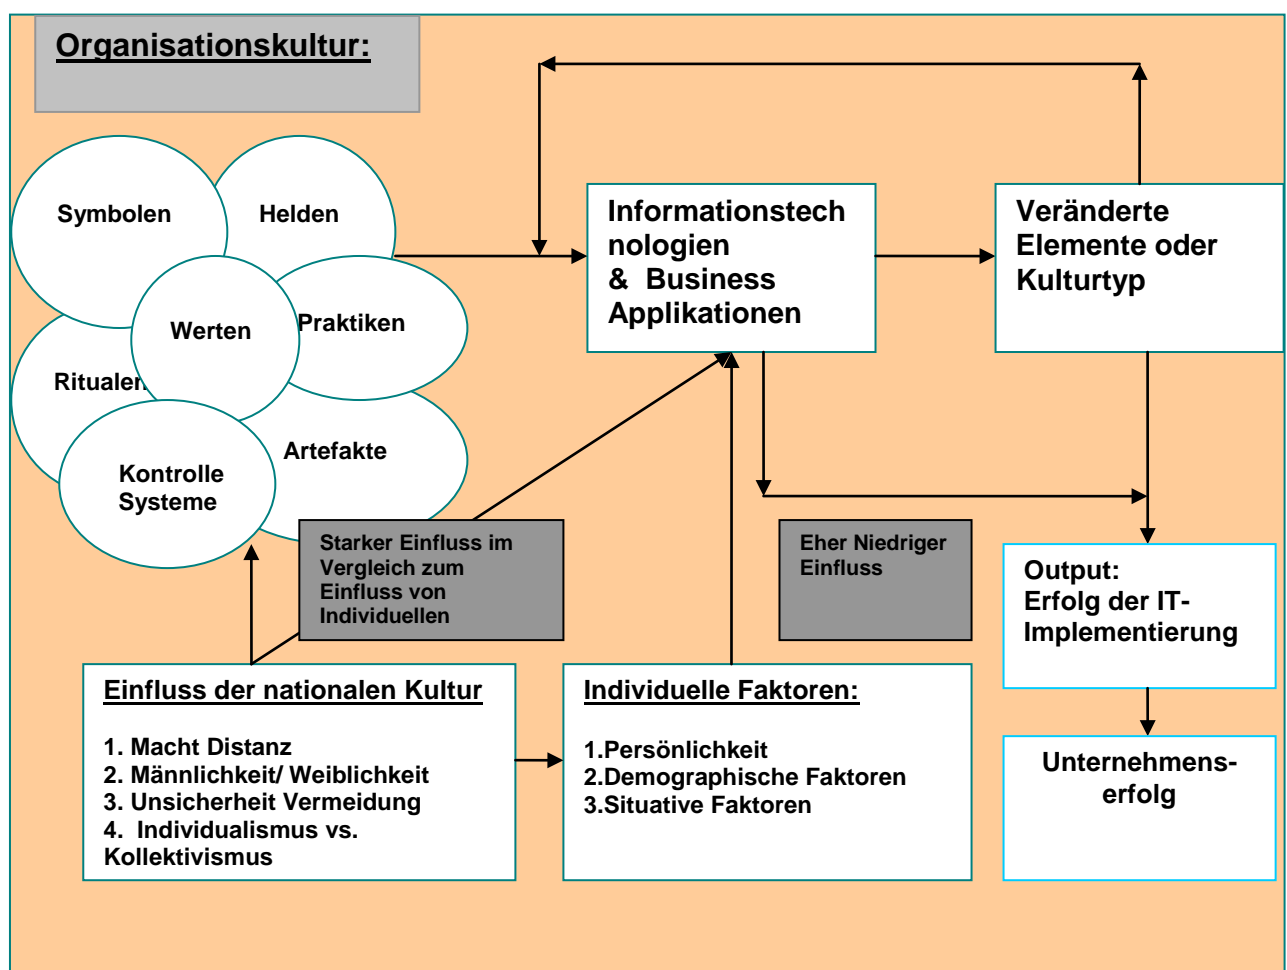 Organisationskultur:
Symbolen
Helden
Werten
Praktiken
Ritualen
Artefakte
Kontrolle
Systeme
Informationstech
nologien
& Business
Applikationen
Veränderte
Elemente oder
Kulturtyp
Starker Einfluss im
Vergleich zum
Einfluss von
Individuellen
Eher Niedriger
Einfluss
Output:
Erfolg der IT-
Implementierung
Einfluss der nationalen Kultur
1. Macht Distanz
2. Männlichkeit/ Weiblichkeit
3. Unsicherheit Vermeidung
4. Individualismus vs.
Kollektivismus
Individuelle Faktoren:
1.Persönlichkeit
2.Demographische Faktoren
3.Situative Faktoren
Unternehmens-
erfolg